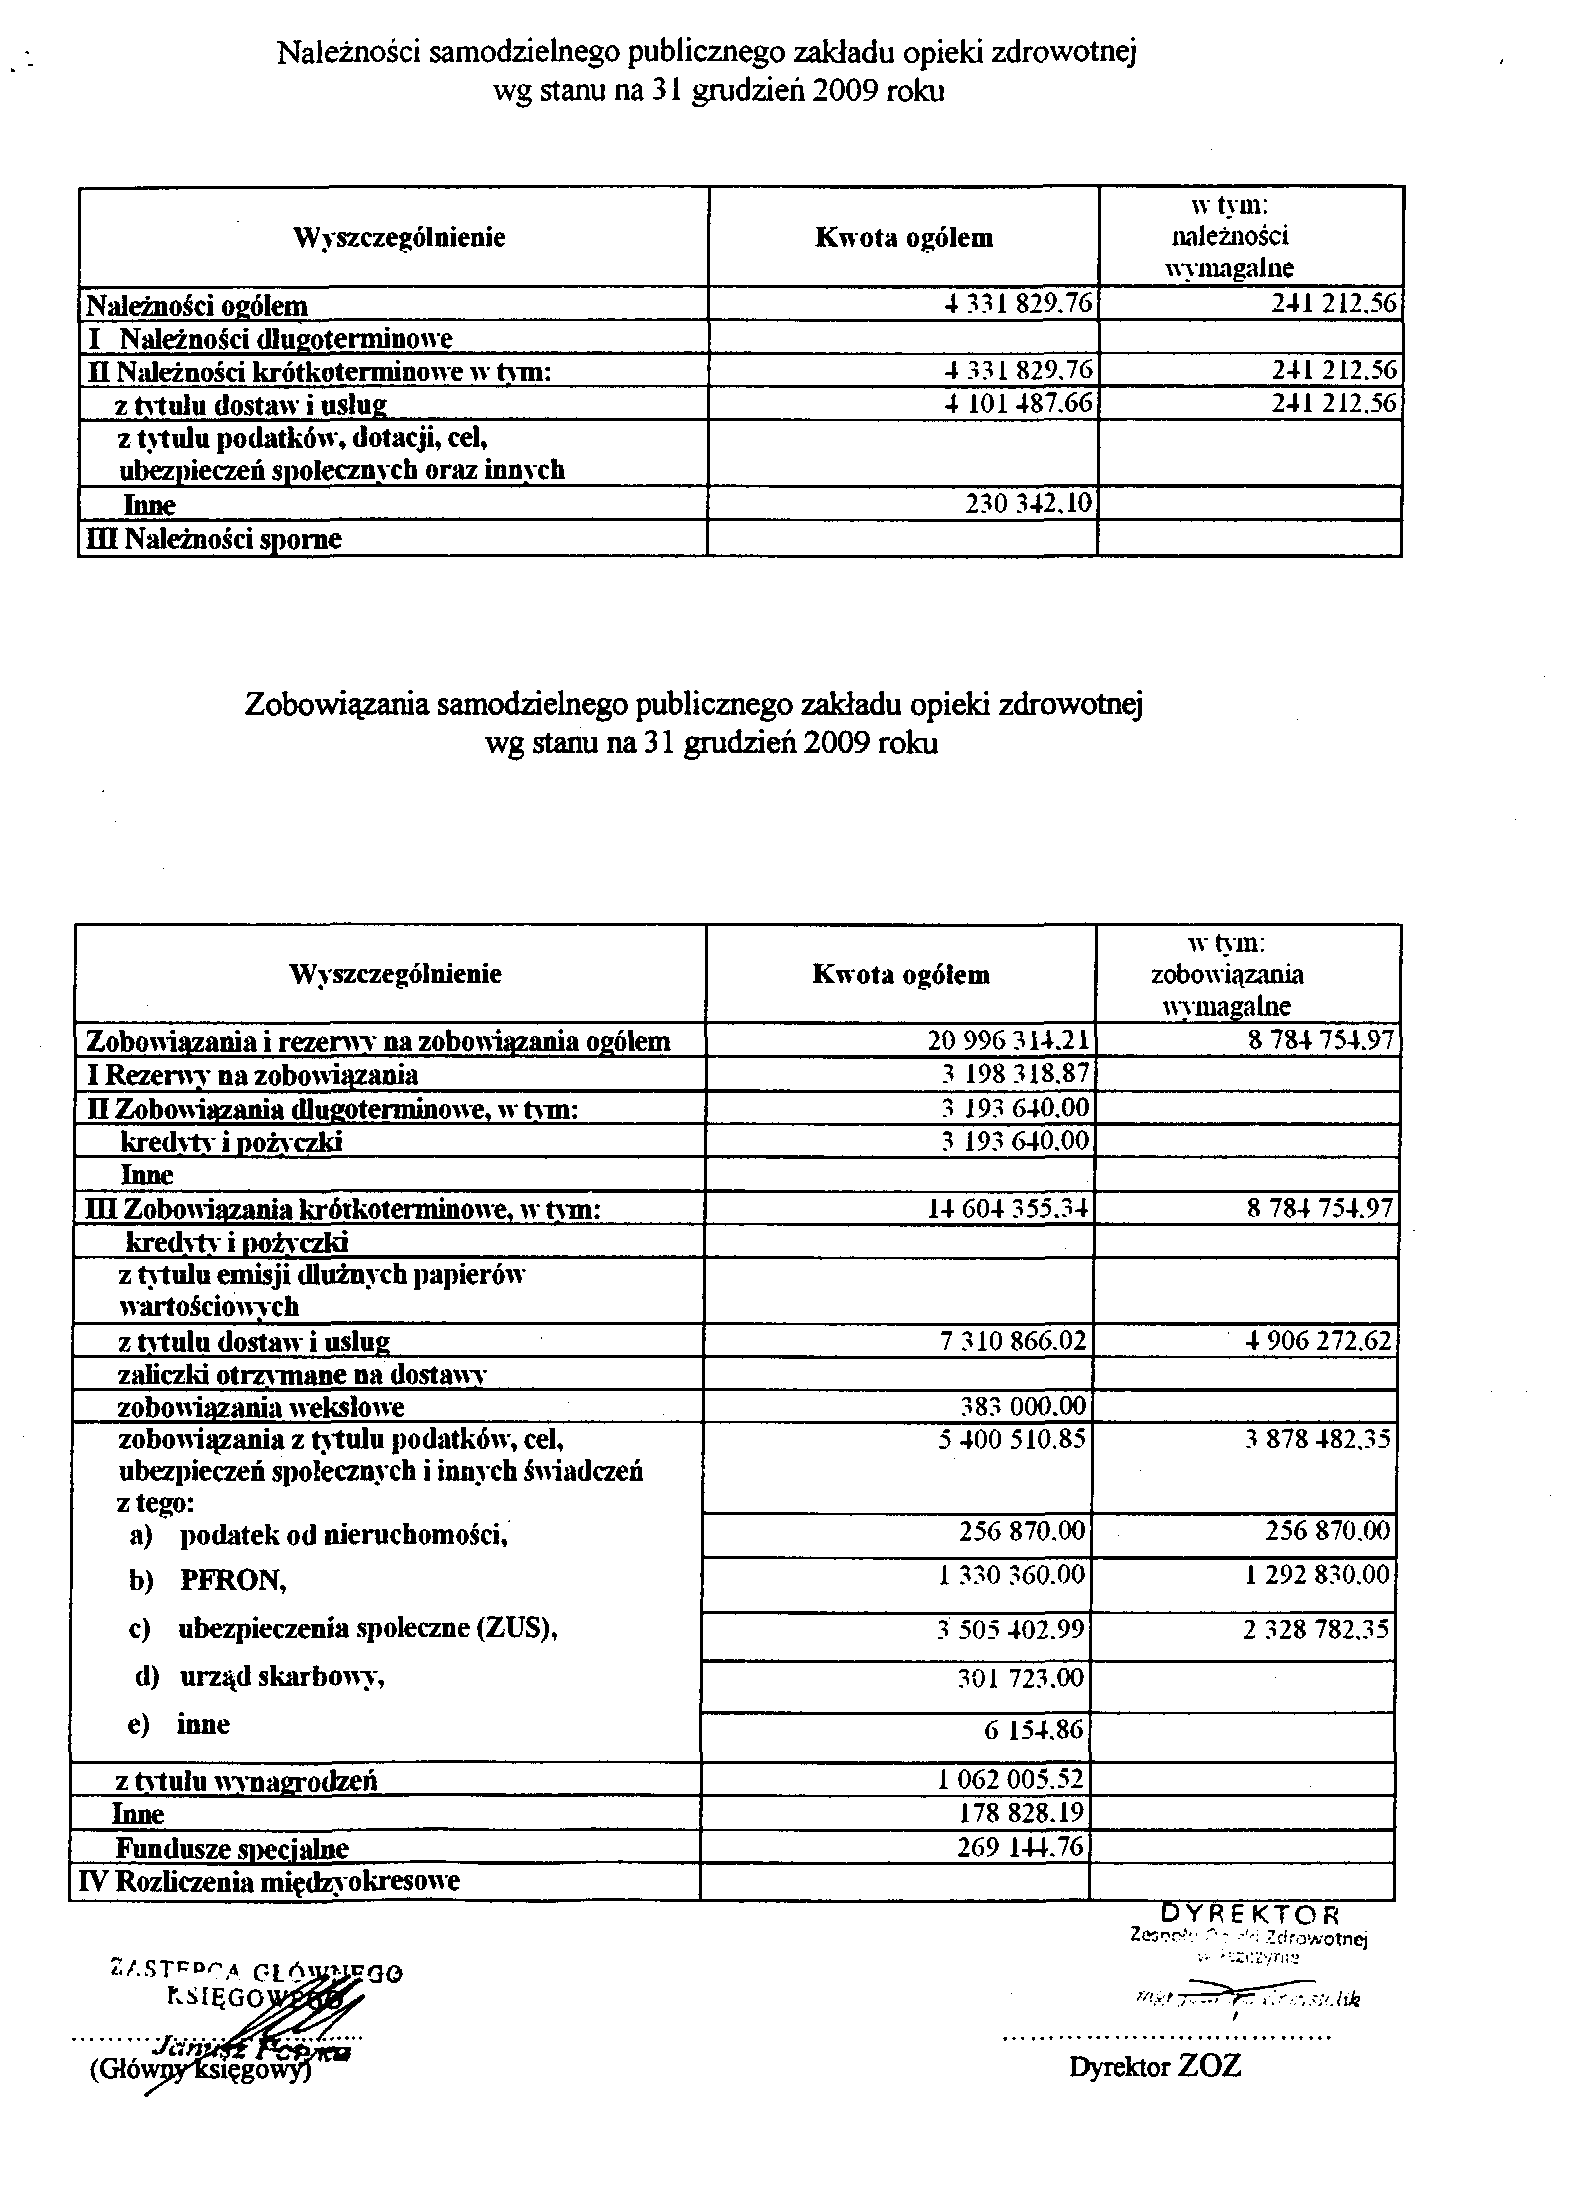 Należności samodzielnego publicznego zakładu opieki zdrowotnej
wg stanu na 31 grudzień 2009 roku
Wyszczególnienie Kwota ogółem w tym: należności wymagalne
Należności ogółem 4 331 829.76 241 212.56
I Należności długoterminowe
II Należności krótkoterminowe w tym: 4 331 829.76 241 212.56
z tytułu dostaw i usług 4 101 487.66 241 212.56
z tytułu podatków, dotacji, ceł,
ubezpieczeń społecznych oraz innych
Inne 230 342.10
III Należności sporne
Zobowiązania samodzielnego publicznego zakładu opieki zdrowotnej
wg stanu na 31 grudzień 2009 roku
Wyszczególnienie Kwota ogółem w tym: zobowiązania wymagalne
Zobowiązania i rezerwy na zobowiązania ogółem 20 996 314.21 8 784 754.97
I Rezerwy na zobowiązania 3 198 318.87
II Zobowiązania długoterminowe, w tym: 3 193 640.00
kredyty i pożyczki 3 193 640.00
Inne
III Zobowiązania krótkoterminowe, w tym: 14 604 355.34 8 784 754.97
kredyty i pożyczki
z tytułu emisji dłużnych papierów
wartościowych
z tytułu dostaw i usług 7 310 866.02 4 906 272.62
zaliczki otrzymane na dostawy
zobowiązania wekslowe 383 000.00
zobowiązania z tytułu podatków, ceł, 5 400 510.85 3 878 482.35
ubezpieczeń społecznych i innych świadczeń
z tego:
a) podatek od nieruchomości, 256 870.00 256 870.00
b) PFRON, 1 330 360.00 1 292 830.00
c) ubezpieczenia społeczne (ZUS), 3 505 402.99 2 328 782.35
d) urząd skarbowy, 301 723.00
e) inne 6 154.86
z tytułu wynagrodzeń 1 062 005.52
Inne 178 828.19
Fundusze specjalne 269 144.76
IV Rozliczenia międzyokresowe
DYREKTOR
Zdrowotnej
ZASTĘPCA GŁÓWNEGO
KSIĘGOWEGO
Janusz
(Główny księgowy)
Dyrektor ZOZ